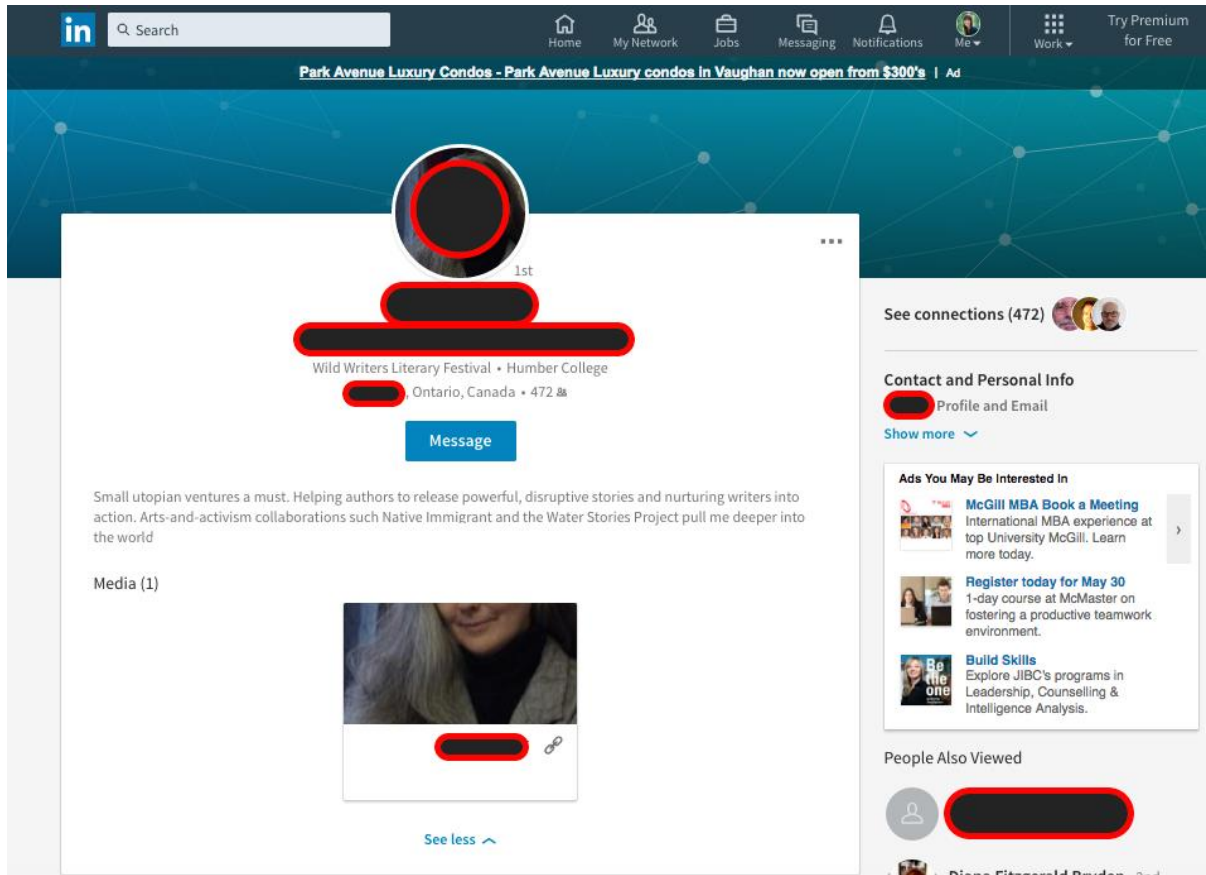 in
Search
Home
My Network
Jobs
Messaging
Notifications
Me
Work
Try Premium
for Free
Park Avenue Luxury Condos - Park Avenue Luxury condos in Vaughan now open from $300's | Ad
1st
Wild Writers Literary Festival • Humber College
, Ontario, Canada • 472
Message
Small utopian ventures a must. Helping authors to release powerful, disruptive stories and nurturing writers into
action. Arts-and-activism collaborations such Native Immigrant and the Water Stories Project pull me deeper into
the world
Media (1)
See less
See connections (472)
Contact and Personal Info
Profile and Email
Show more
Ads You May Be Interested In
McGill MBA Book a Meeting
International MBA experience at
top University McGill. Learn
more today.
Register today for May 30
1-day course at McMaster on
fostering a productive teamwork
environment.
Be
the
one
Build Skills
Explore JIBC's programs in
Leadership, Counselling &
Intelligence Analysis.
People Also Viewed
Diana Fitzgerald Bryden 2nd